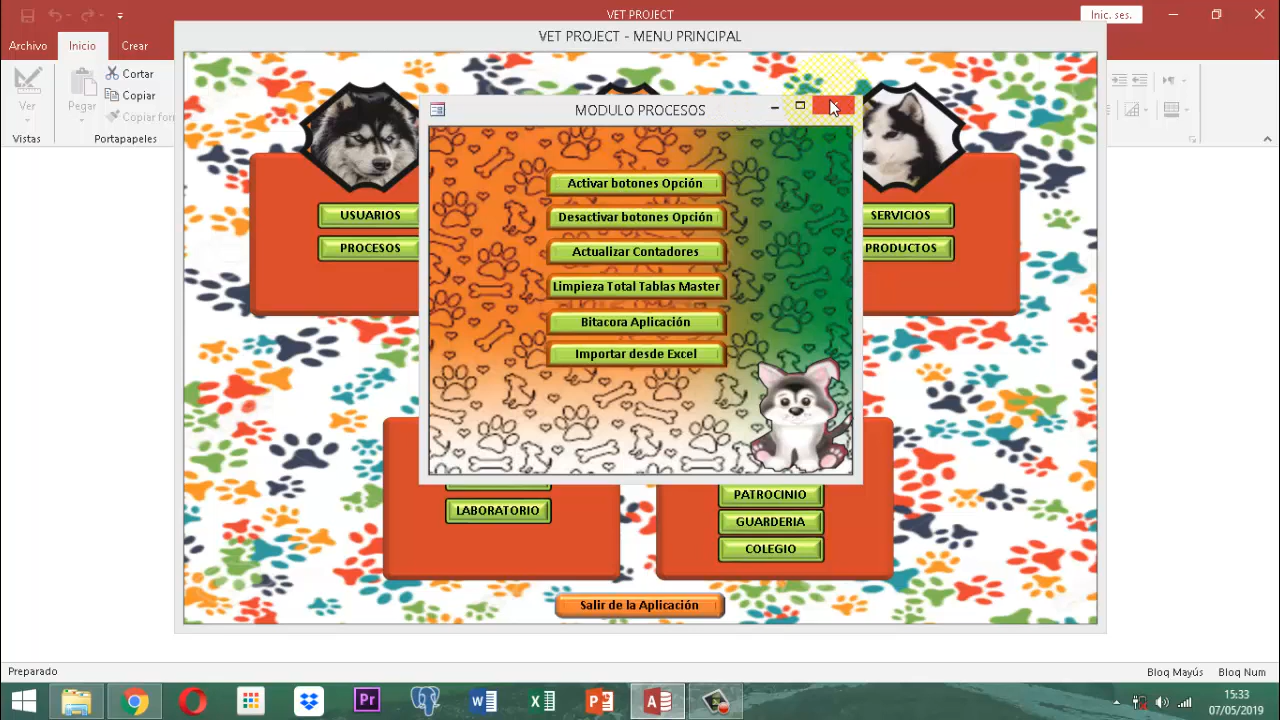 VET PROJECT
Inic. ses.
Archivo
Inicio
Crear
VET PROJECT - MENU PRINCIPAL
Ver
Vistas
Pegar
Cortar
Copiar
Copiar for
Portapapeles
MODULO PROCESOS
Activar botones Opción
Desactivar botones Opción
Actualizar Contadores
Limpieza Total Tablas Master
Bitacora Aplicación
Importar desde Excel
USUARIOS
PROCESOS
SERVICIOS
PRODUCTOS
LABORATORIO
PATROCINIO
GUARDERIA
COLEGIO
Salir de la Aplicación
Preparado
Bloq Mayús
Bloq Num
Pr
15:33
07/05/2019